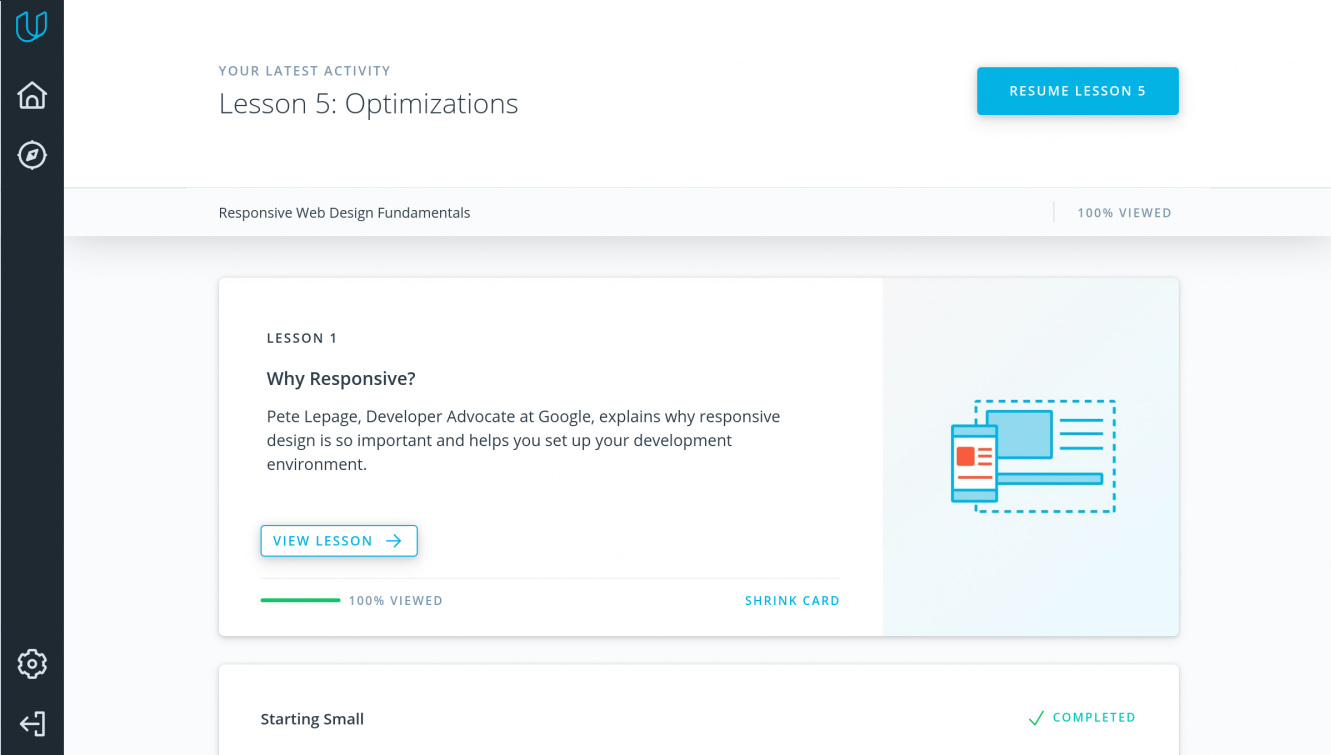 YOUR LATEST ACTIVITY
Lesson 5: Optimizations
RESUME LESSON 5
Responsive Web Design Fundamentals
100% VIEWED
LESSON 1
Why Responsive?
Pete Lepage, Developer Advocate at Google, explains why responsive
design is so important and helps you set up your development
environment.
VIEW LESSON
100% VIEWED
SHRINK CARD
Starting Small
COMPLETED